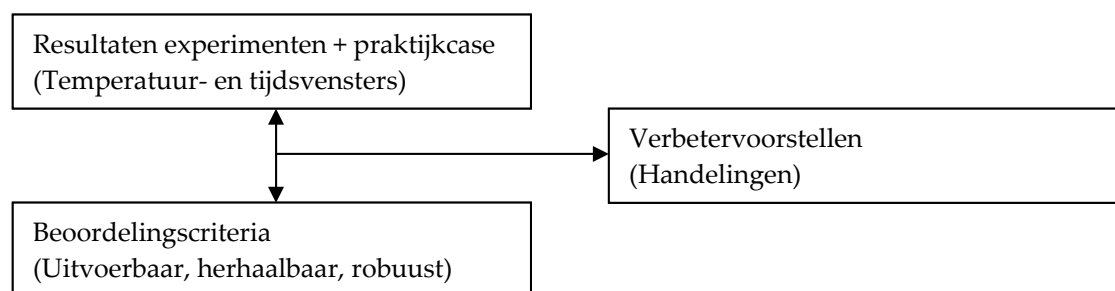 Resultaten experimenten + praktijkcase
(Temperatuur- en tijdsvensters)
Verbetervoorstellen
(Handelingen)
Beoordelingscriteria
(Uitvoerbaar, herhaalbaar, robuust)